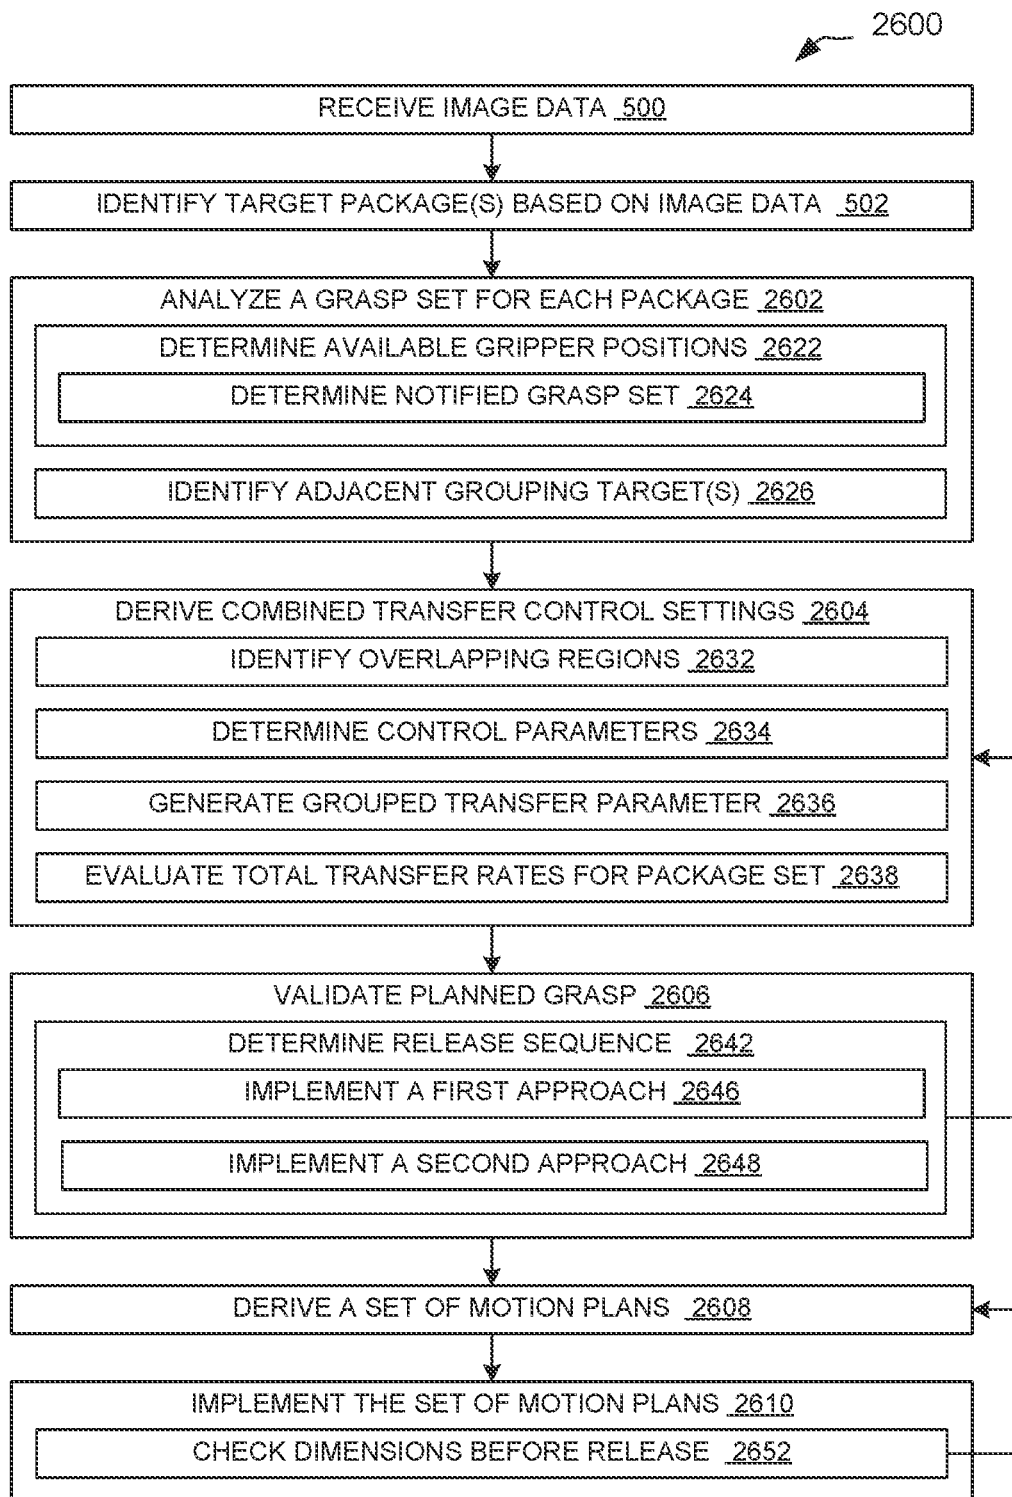 2600
RECEIVE IMAGE DATA 500
IDENTIFY TARGET PACKAGE(S) BASED ON IMAGE DATA 502
ANALYZE A GRASP SET FOR EACH PACKAGE 2602
DETERMINE AVAILABLE GRIPPER POSITIONS 2622
DETERMINE NOTIFIED GRASP SET 2624
IDENTIFY ADJACENT GROUPING TARGET(S) 2626
DERIVE COMBINED TRANSFER CONTROL SETTINGS 2604
IDENTIFY OVERLAPPING REGIONS 2632
DETERMINE CONTROL PARAMETERS 2634
GENERATE GROUPED TRANSFER PARAMETER 2636
EVALUATE TOTAL TRANSFER RATES FOR PACKAGE SET 2638
VALIDATE PLANNED GRASP 2606
DETERMINE RELEASE SEQUENCE 2642
IMPLEMENT A FIRST APPROACH 2646
IMPLEMENT A SECOND APPROACH 2648
DERIVE A SET OF MOTION PLANS 2608
IMPLEMENT THE SET OF MOTION PLANS 2610
CHECK DIMENSIONS BEFORE RELEASE 2652